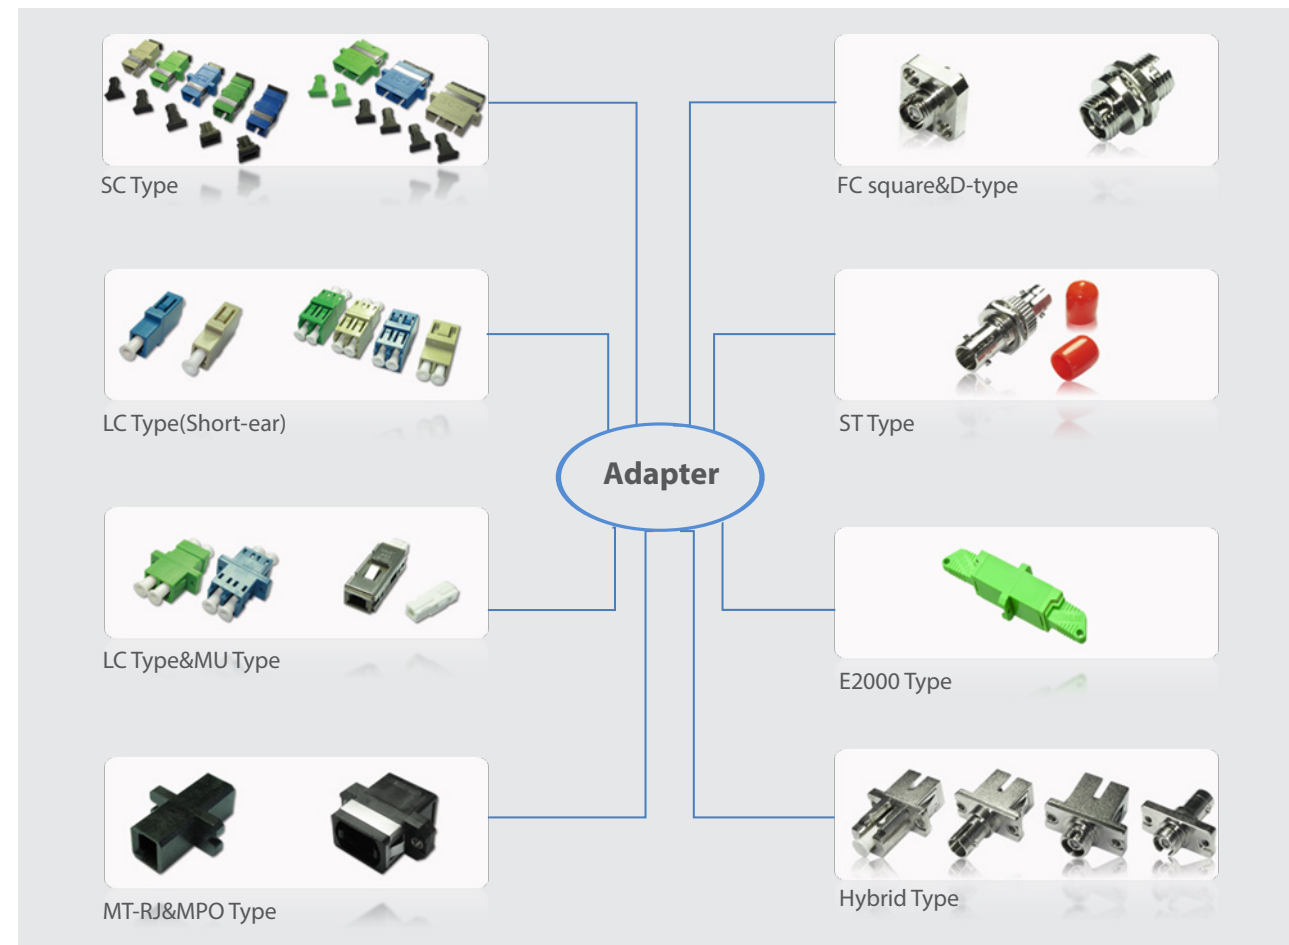 SC Type
FC square&D-type
LC Type(Short-ear)
ST Type
Adapter
LC Type&MU Type
E2000 Type
MT-RJ&MPO Type
Hybrid Type